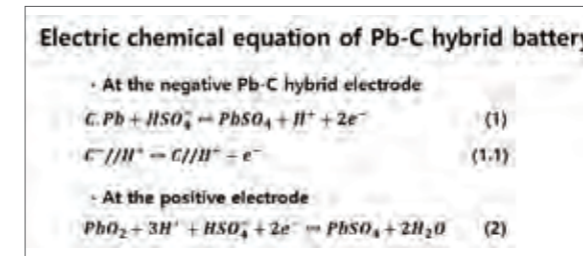 Electric chemical equation of Pb-C hybrid battery
· At the negative Pb-C hybrid electrode
C.Pb + HSO₄⁻ ↔ PbSO₄ + H⁺ + 2e⁻ (1)
C⁻//H⁺ ↔ C//H⁺ − e⁻ (1.1)
· At the positive electrode
PbO₂ + 3H⁺ + HSO₄⁻ + 2e⁻ ↔ PbSO₄ + 2H₂O (2)